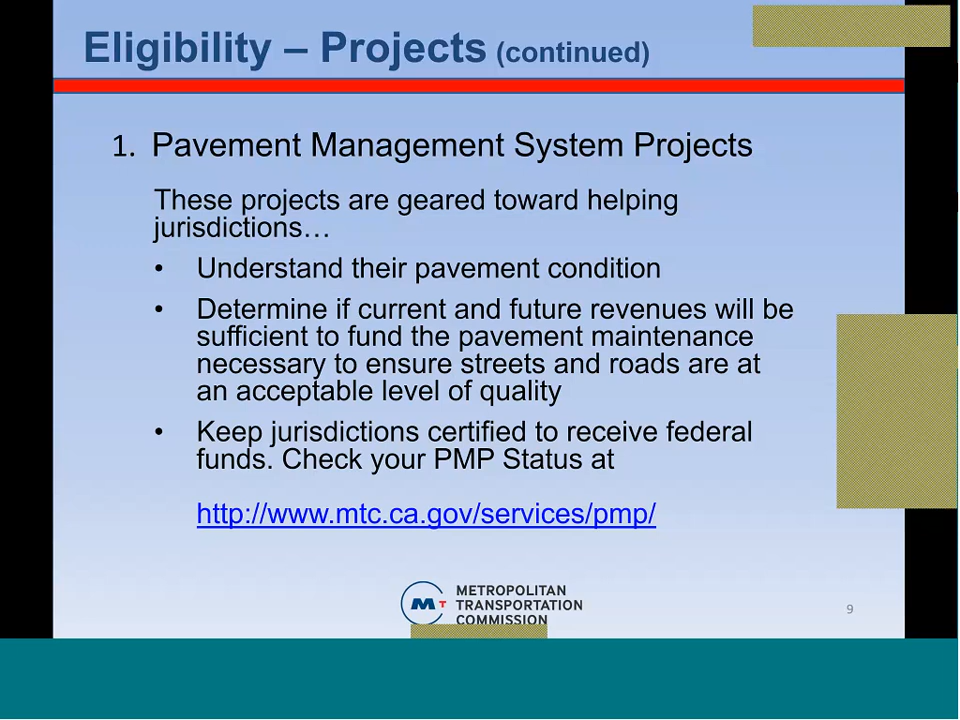 Eligibility – Projects (continued)
1. Pavement Management System Projects
These projects are geared toward helping
jurisdictions…
• Understand their pavement condition
• Determine if current and future revenues will be
sufficient to fund the pavement maintenance
necessary to ensure streets and roads are at
an acceptable level of quality
• Keep jurisdictions certified to receive federal
funds. Check your PMP Status at
http://www.mtc.ca.gov/services/pmp/
MT
METROPOLITAN
TRANSPORTATION
COMMISSION
9